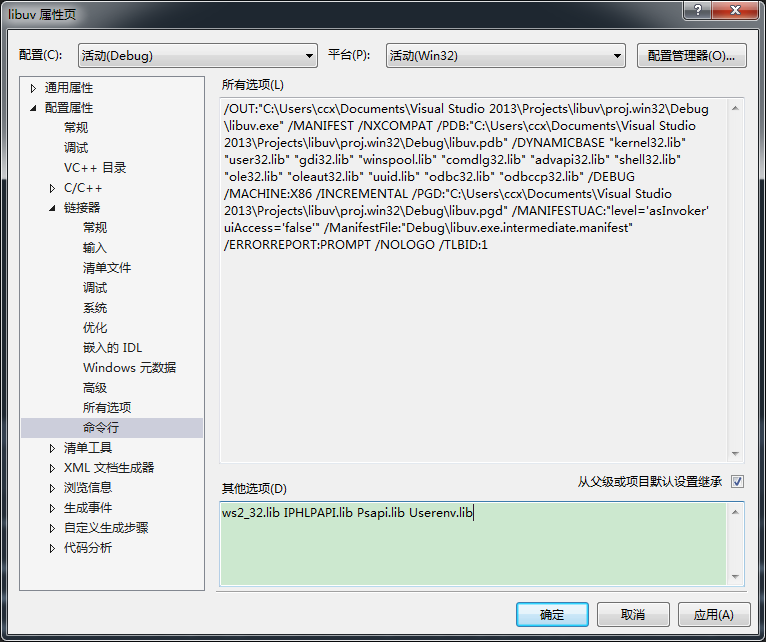 libuv 属性页
配置(C): 活动(Debug) 平台(P): 活动(Win32) 配置管理器(O)...
通用属性
配置属性
常规
调试
VC++ 目录
C/C++
链接器
常规
输入
清单文件
调试
系统
优化
嵌入的 IDL
Windows 元数据
高级
所有选项
命令行
清单工具
XML 文档生成器
浏览信息
生成事件
自定义生成步骤
代码分析
所有选项(L)
/OUT:"C:\Users\ccx\Documents\Visual Studio 2013\Projects\libuv\proj.win32\Debug
\libuv.exe" /MANIFEST /NXCOMPAT /PDB:"C:\Users\ccx\Documents\Visual Studio
2013\Projects\libuv\proj.win32\Debug\libuv.pdb" /DYNAMICBASE "kernel32.lib"
"user32.lib" "gdi32.lib" "winspool.lib" "comdlg32.lib" "advapi32.lib" "shell32.lib"
"ole32.lib" "oleaut32.lib" "uuid.lib" "odbc32.lib" "odbccp32.lib" /DEBUG
/MACHINE:X86 /INCREMENTAL /PGD:"C:\Users\ccx\Documents\Visual Studio
2013\Projects\libuv\proj.win32\Debug\libuv.pgd" /MANIFESTUAC:"level='asInvoker'
uiAccess='false'" /ManifestFile:"Debug\libuv.exe.intermediate.manifest"
/ERRORREPORT:PROMPT /NOLOGO /TLBID:1
从父级或项目默认设置继承
其他选项(D)
ws2_32.lib IPHLPAPI.lib Psapi.lib Userenv.lib
确定 取消 应用(A)